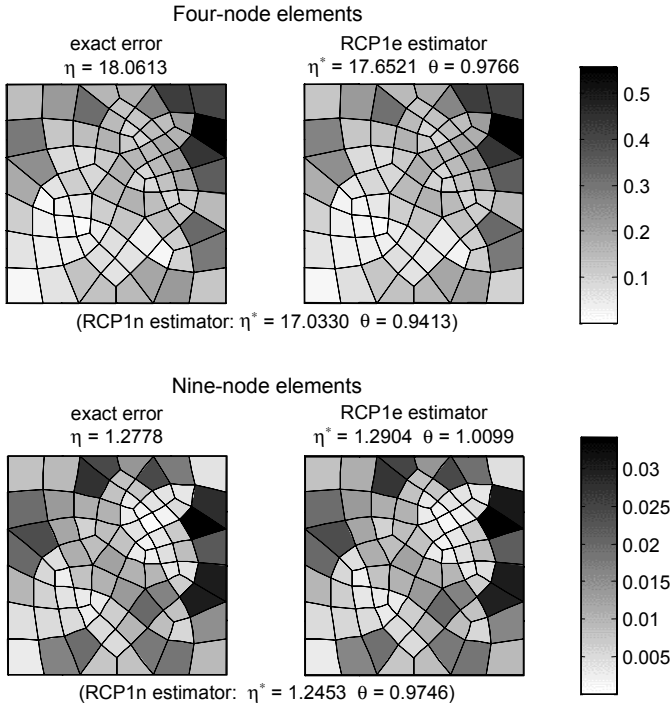 Four-node elements
exact error
η = 18.0613
RCP1e estimator
η* = 17.6521 θ = 0.9766
0.5
0.4
0.3
0.2
0.1
(RCP1n estimator: η* = 17.0330 θ = 0.9413)
Nine-node elements
exact error
η = 1.2778
RCP1e estimator
η* = 1.2904 θ = 1.0099
0.03
0.025
0.02
0.015
0.01
0.005
(RCP1n estimator: η* = 1.2453 θ = 0.9746)